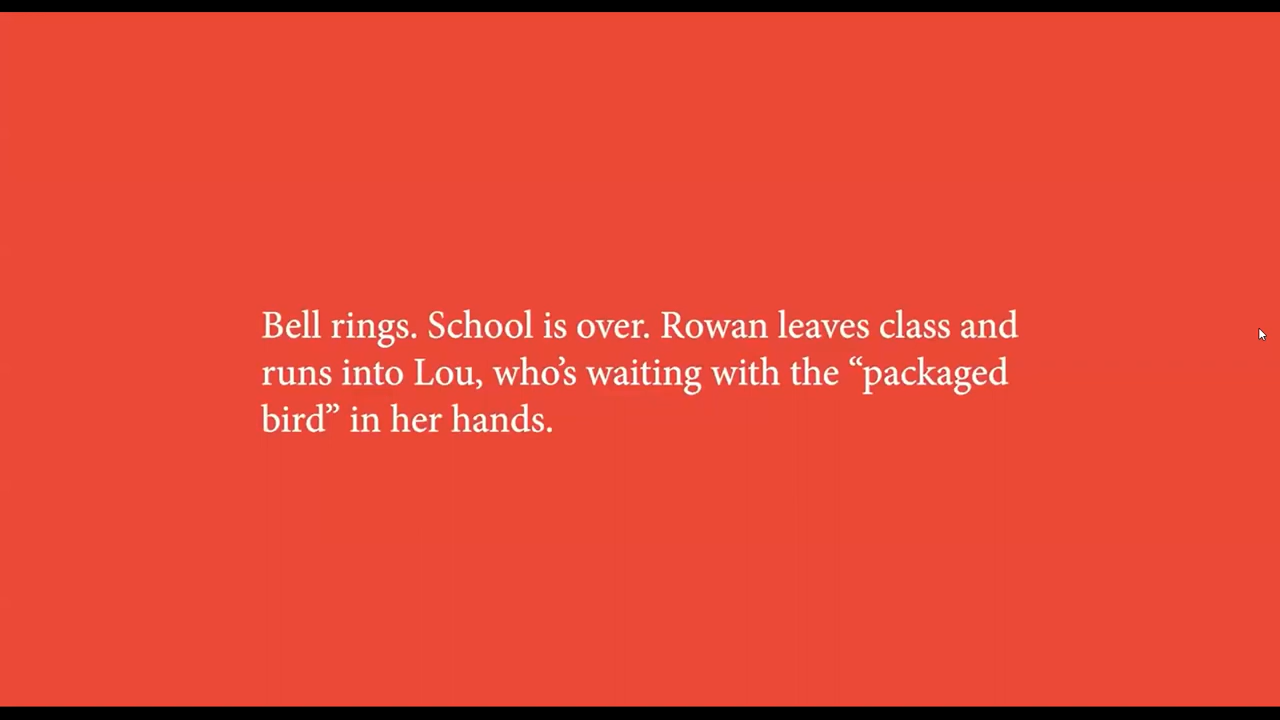 Bell rings. School is over. Rowan leaves class and
runs into Lou, who’s waiting with the “packaged
bird” in her hands.